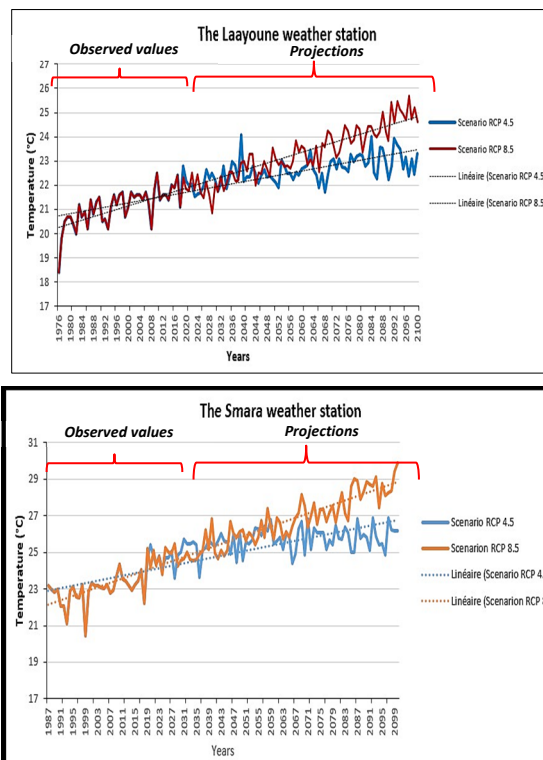 The Laayoune weather station
Observed values
Projections
27
26
25
24
23
22
21
20
19
18
17
Temperature (°C)
1976 1980 1984 1988 1992 1996 2000 2004 2008 2012 2016 2020 2024 2028 2032 2036 2040 2044 2048 2052 2056 2060 2064 2068 2072 2076 2080 2084 2088 2092 2096 2100
Years
Scenario RCP 4.5
Scenario RCP 8.5
Linéaire (Scenario RCP 4.5
Linéaire (Scenario RCP 8.5
The Smara weather station
Observed values
Projections
31
29
27
25
23
21
19
17
Temperature (°C)
1987 1991 1995 1999 2003 2007 2011 2015 2019 2023 2027 2031 2035 2039 2043 2047 2051 2055 2059 2063 2067 2071 2075 2079 2083 2087 2091 2095 2099
Years
Scenario RCP 4.5
Scenarion RCP 8.5
Linéaire (Scenario RCP 4.
Linéaire (Scenarion RCP